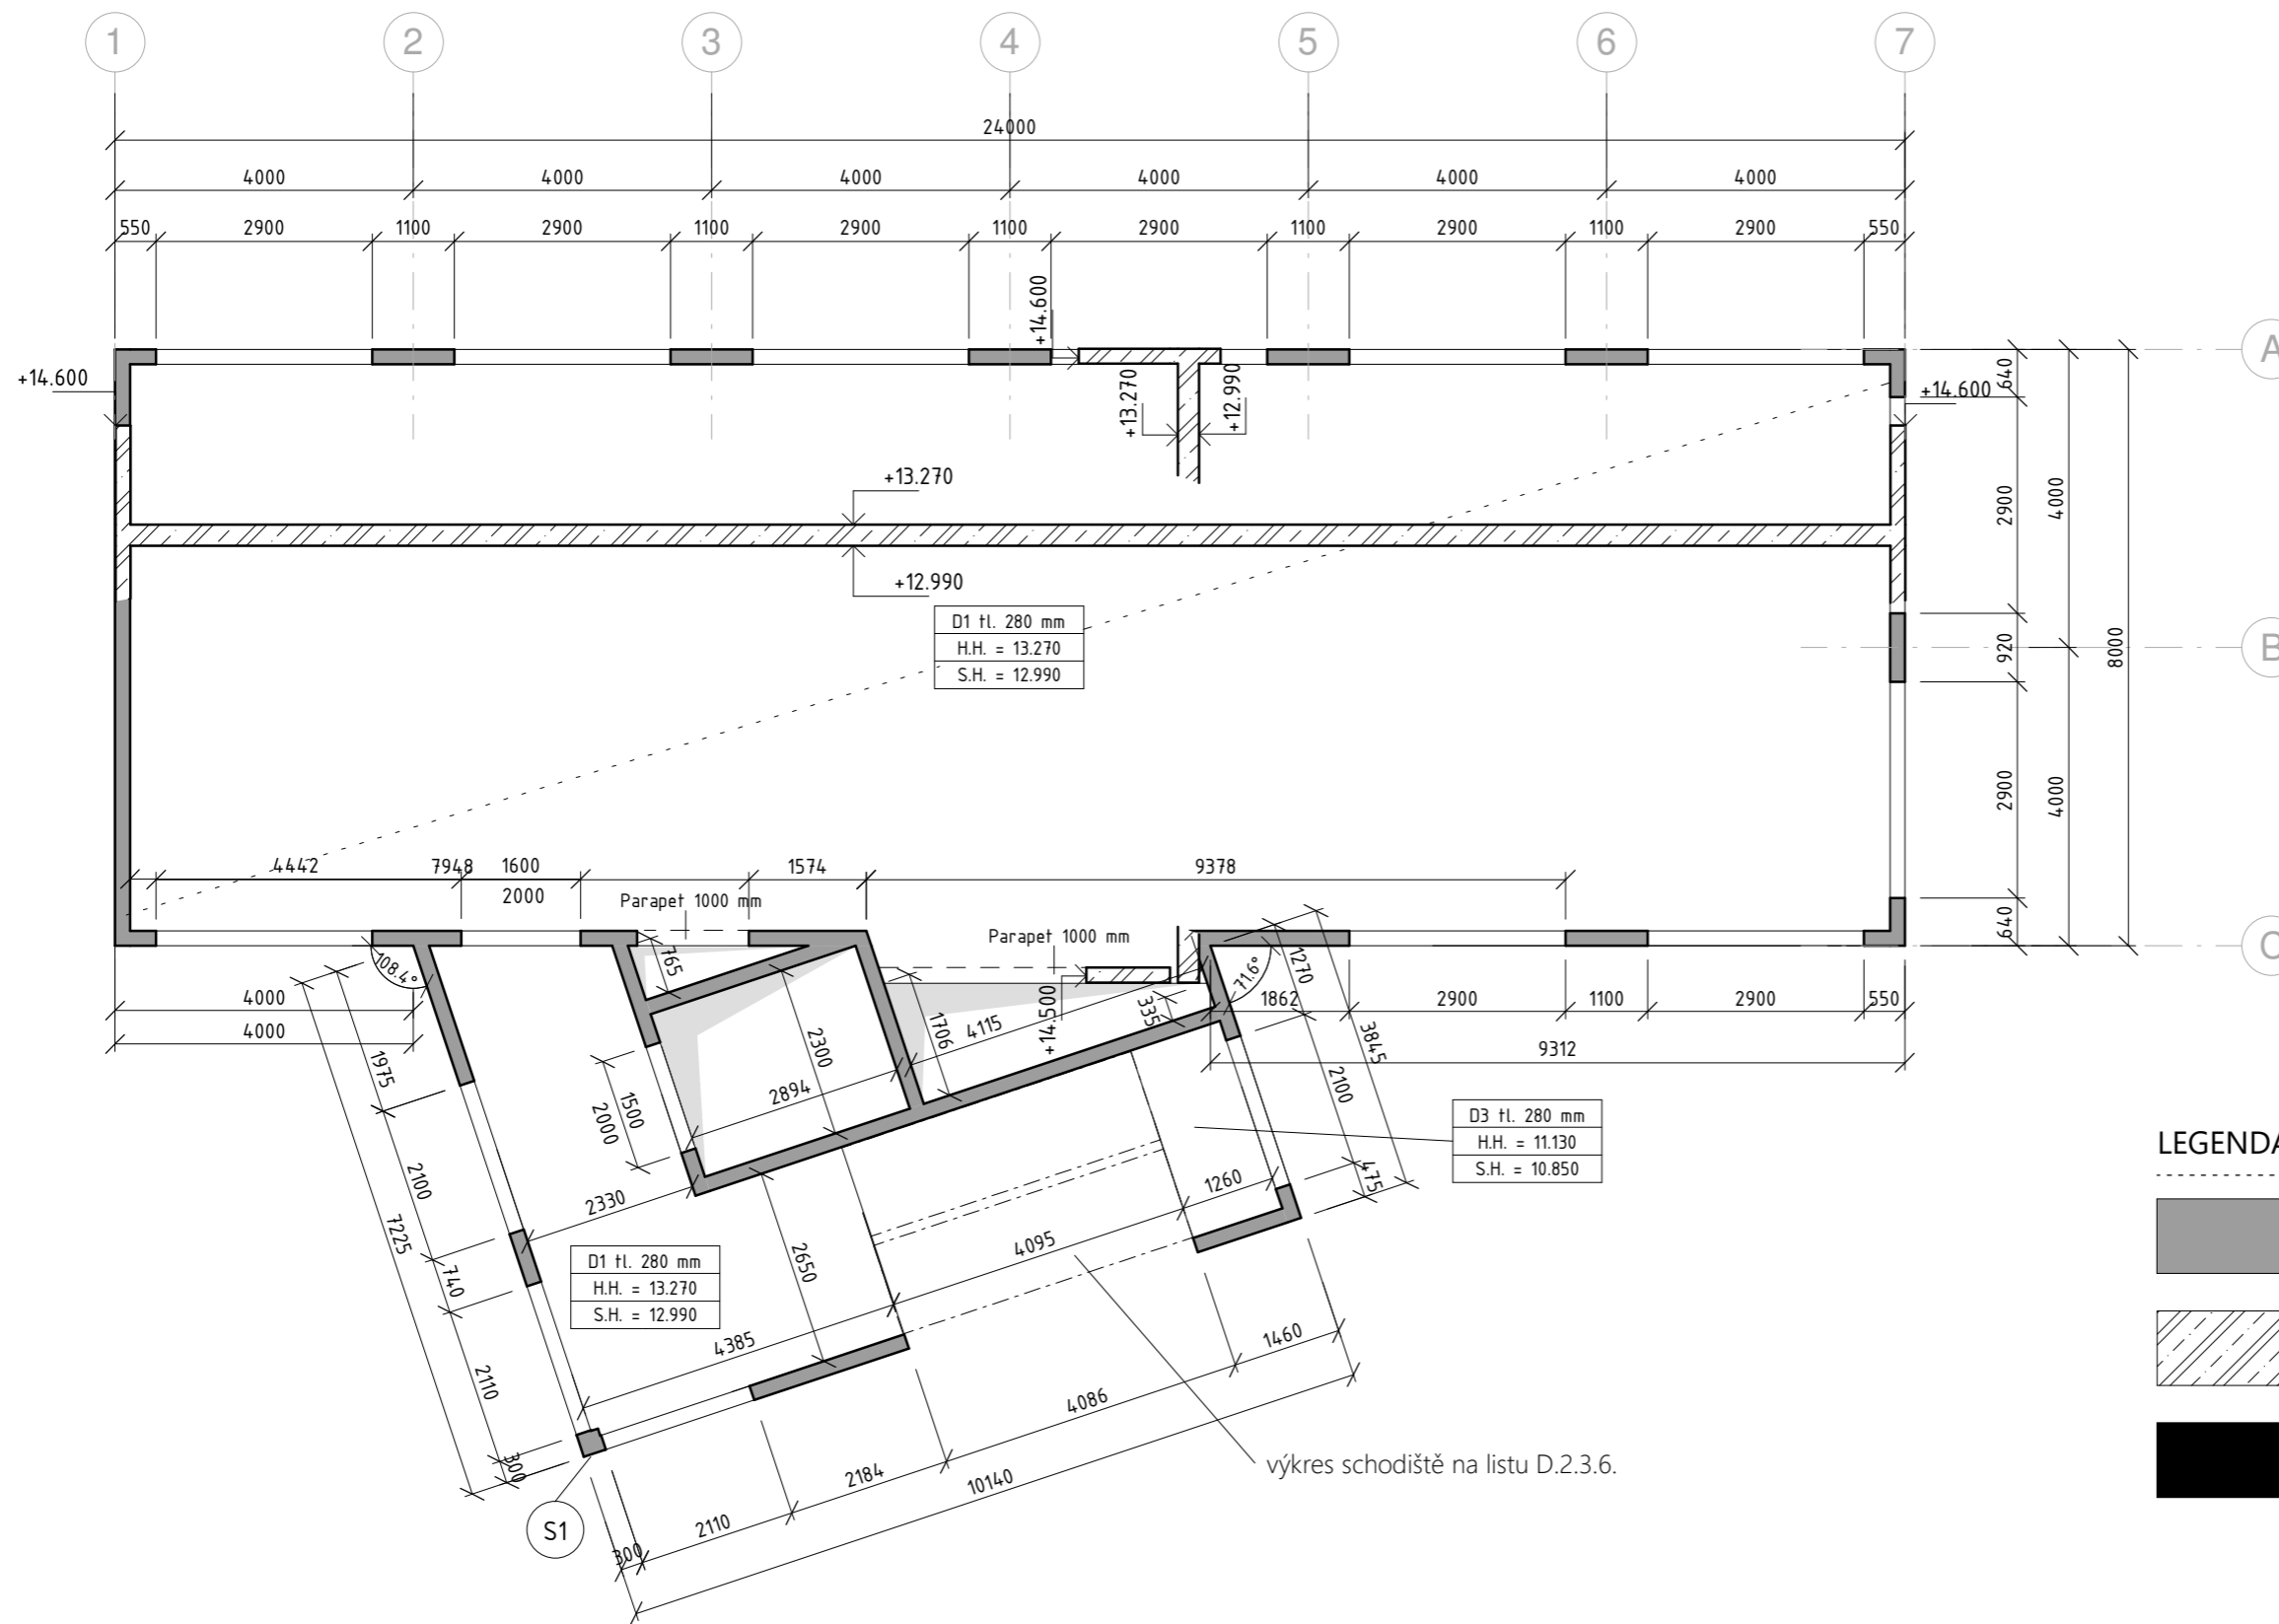 1 2 3 4 5 6 7
24000
4000 4000 4000 4000 4000 4000
550 2900 1100 2900 1100 2900 1100 2900 1100 2900 1100 2900 550
+14.600
+14.600
+13.270
+12.990
+14.600
A
640
2900
4000
920
8000
2900
4000
640
B
C
+13.270
+12.990
D1 tl. 280 mm
H.H. = 13.270
S.H. = 12.990
4442 7948 1600 1574 9378
2000
Parapet 1000 mm
Parapet 1000 mm
108.4°
765
71.6°
1270
4000
4000
1862 2900 1100 2900 550
9312
+14.500
335
1706
4115
2300
2894
1500
2000
3845
2100
475
1975
2100
7225
740
2110
300
2330
2650
1260
4095
4385
D3 tl. 280 mm
H.H. = 11.130
S.H. = 10.850
D1 tl. 280 mm
H.H. = 13.270
S.H. = 12.990
1460
4086
2184
10140
2110
300
S1
výkres schodiště na listu D.2.3.6.
LEGENDA